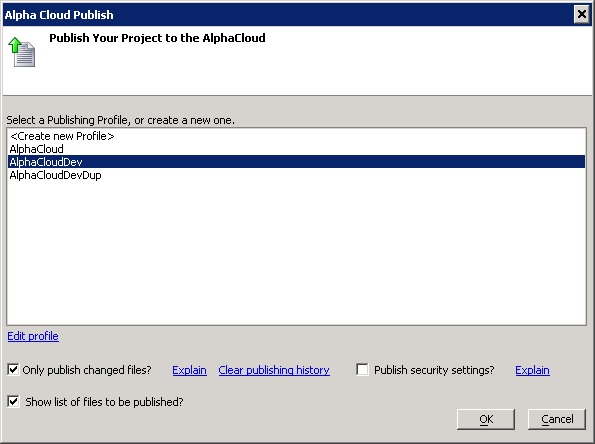 Alpha Cloud Publish
Publish Your Project to the AlphaCloud
Select a Publishing Profile, or create a new one.
<Create new Profile>
AlphaCloud
AlphaCloudDev
AlphaCloudDevDup
Edit profile
Only publish changed files? Explain Clear publishing history Publish security settings? Explain
Show list of files to be published?
OK Cancel